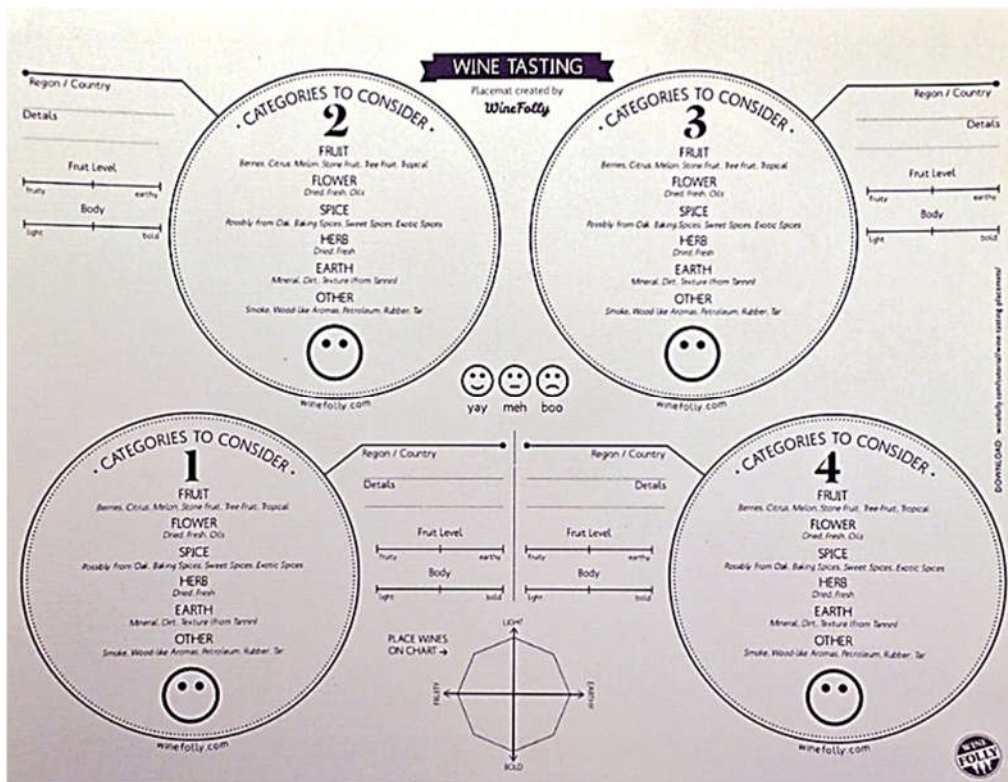 WINE TASTING
Placemat created by
WineFolly
Region / Country
Details
Fruit Level
fruity earthy
Body
light bold
· CATEGORIES TO CONSIDER ·
2
FRUIT
Berries, Citrus, Melon, Stone Fruit, Tree Fruit, Tropical
FLOWER
Dried, Fresh, Oils
SPICE
Possibly from Oak, Baking Spices, Sweet Spices, Exotic Spices
HERB
Dried, Fresh
EARTH
Mineral, Dirt, Texture (from Tannin)
OTHER
Smoke, Wood-like Aromas, Petroleum, Rubber, Tar
winefolly.com
· CATEGORIES TO CONSIDER ·
3
FRUIT
Berries, Citrus, Melon, Stone Fruit, Tree Fruit, Tropical
FLOWER
Dried, Fresh, Oils
SPICE
Possibly from Oak, Baking Spices, Sweet Spices, Exotic Spices
HERB
Dried, Fresh
EARTH
Mineral, Dirt, Texture (from Tannin)
OTHER
Smoke, Wood-like Aromas, Petroleum, Rubber, Tar
winefolly.com
Region / Country
Details
Fruit Level
fruity earthy
Body
light bold
yay meh boo
· CATEGORIES TO CONSIDER ·
1
FRUIT
Berries, Citrus, Melon, Stone Fruit, Tree Fruit, Tropical
FLOWER
Dried, Fresh, Oils
SPICE
Possibly from Oak, Baking Spices, Sweet Spices, Exotic Spices
HERB
Dried, Fresh
EARTH
Mineral, Dirt, Texture (from Tannin)
OTHER
Smoke, Wood-like Aromas, Petroleum, Rubber, Tar
winefolly.com
Region / Country
Details
Fruit Level
fruity earthy
Body
light bold
Region / Country
Details
Fruit Level
fruity earthy
Body
light bold
· CATEGORIES TO CONSIDER ·
4
FRUIT
Berries, Citrus, Melon, Stone Fruit, Tree Fruit, Tropical
FLOWER
Dried, Fresh, Oils
SPICE
Possibly from Oak, Baking Spices, Sweet Spices, Exotic Spices
HERB
Dried, Fresh
EARTH
Mineral, Dirt, Texture (from Tannin)
OTHER
Smoke, Wood-like Aromas, Petroleum, Rubber, Tar
winefolly.com
PLACE WINES
ON CHART →
LIGHT
FRUITY
EARTHY
BOLD
DOWNLOAD
WINE
FOLLY